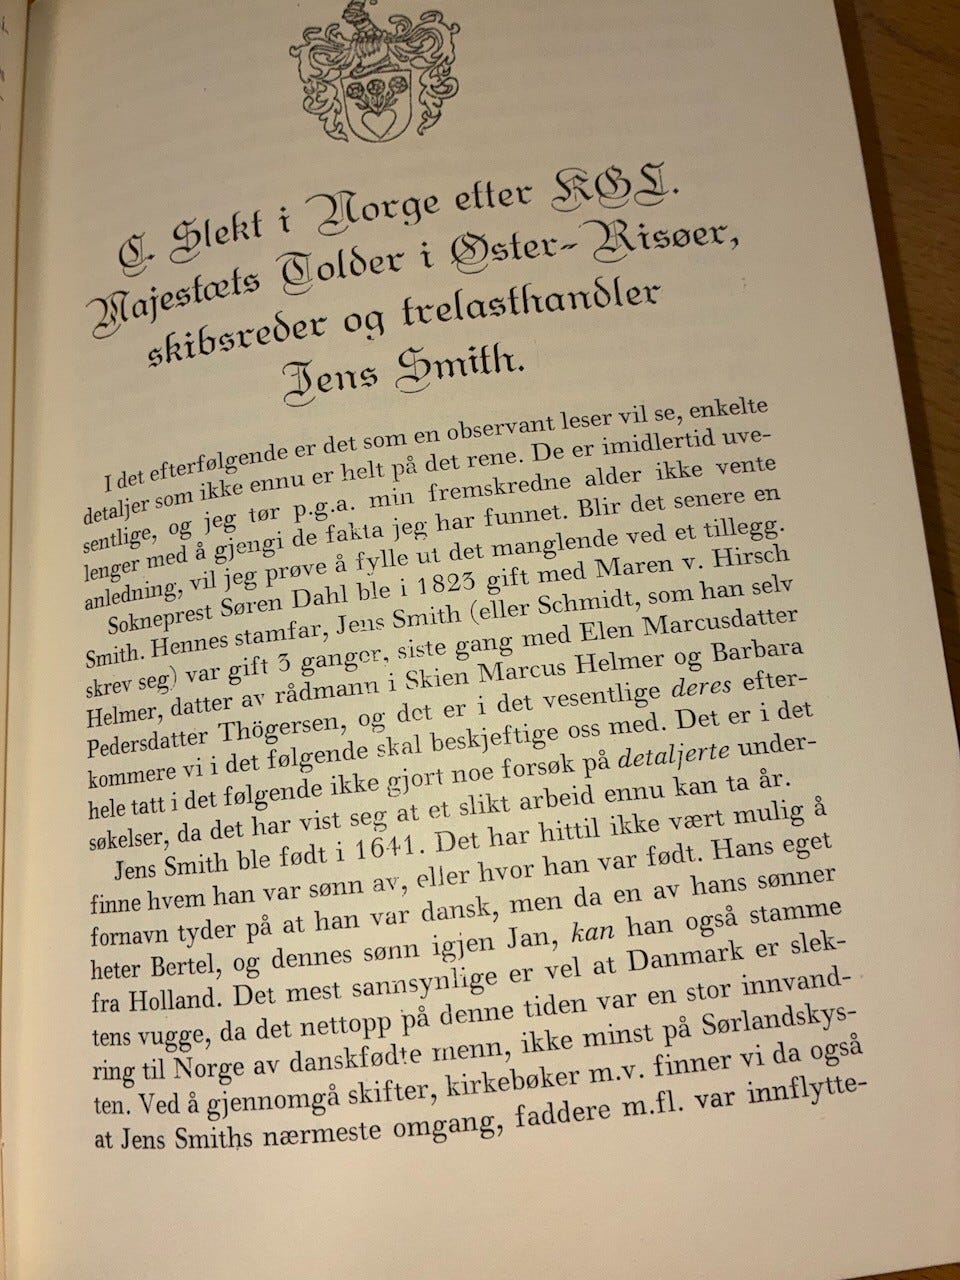 C. Slekt i Norge efter KGL.
Majestæts Tolder i Øster-Risøer,
skibsreder og trelasthandler
Jens Smith.
I det efterfølgende er det som en observant leser vil se, enkelte
detaljer som ikke ennu er helt på det rene. De er imidlertid uve-
sentlige, og jeg tør p.g.a. min fremskredne alder ikke vente
lenger med å gjengi de fakta jeg har funnet. Blir det senere en
anledning, vil jeg prøve å fylle ut det manglende ved et tillegg.
Sokneprest Søren Dahl ble i 1823 gift med Maren v. Hirsch
Smith. Hennes stamfar, Jens Smith (eller Schmidt, som han selv
skrev seg) var gift 3 ganger, siste gang med Elen Marcusdatter
Helmer, datter av rådmann i Skien Marcus Helmer og Barbara
Pedersdatter Thögersen, og det er i det vesentlige deres efter-
kommere vi i det følgende skal beskjeftige oss med. Det er i det
hele tatt i det følgende ikke gjort noe forsøk på detaljerte under-
søkelser, da det har vist seg at et slikt arbeid ennu kan ta år.
Jens Smith ble født i 1641. Det har hittil ikke vært mulig å
finne hvem han var sønn av, eller hvor han var født. Hans eget
fornavn tyder på at han var dansk, men da en av hans sønner
heter Bertel, og dennes sønn igjen Jan, kan han også stamme
fra Holland. Det mest sannsynlige er vel at Danmark er slek-
tens vugge, da det nettopp på denne tiden var en stor innvand-
ring til Norge av danskfødte menn, ikke minst på Sørlandskys-
ten. Ved å gjennomgå skifter, kirkebøker m.v. finner vi da også
at Jens Smiths nærmeste omgang, faddere m.fl. var innflytte-